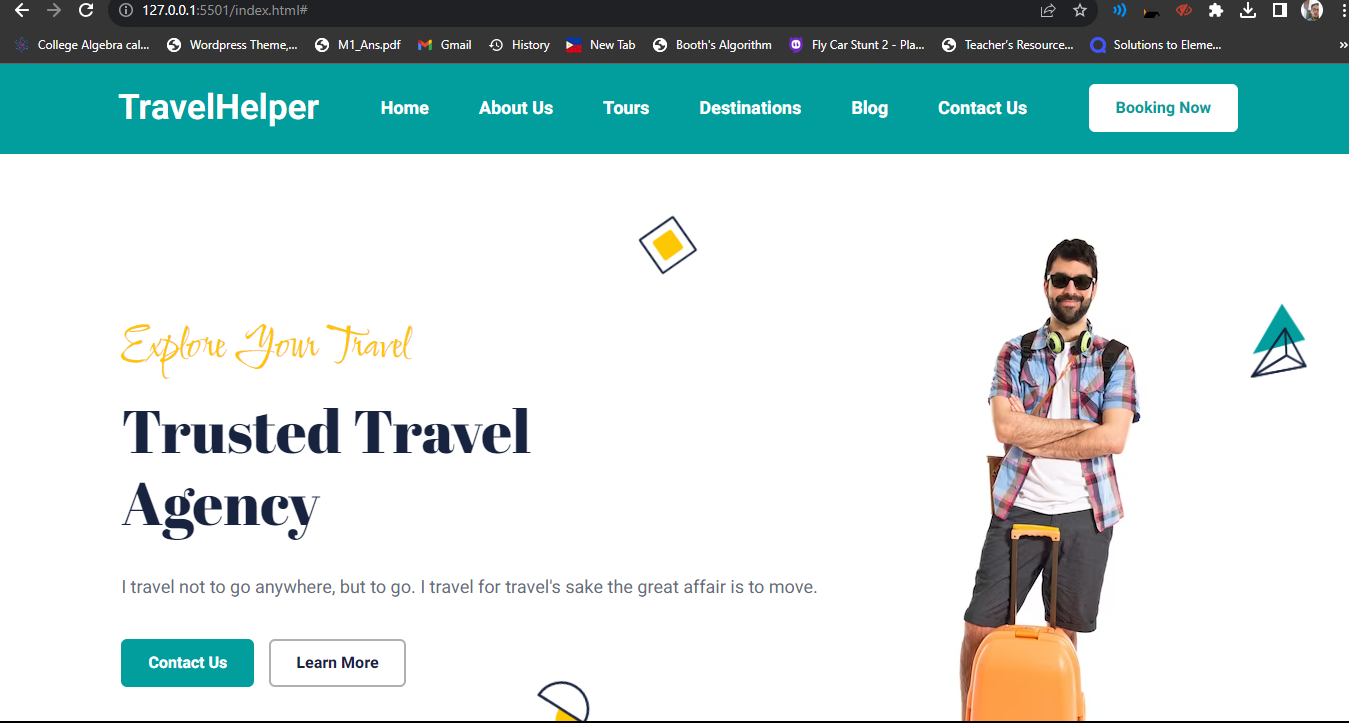 127.0.0.1:5501/index.html#
College Algebra cal... Wordpress Theme,... M1_Ans.pdf Gmail History New Tab Booth's Algorithm Fly Car Stunt 2 - Pla... Teacher's Resource... Solutions to Eleme... »
TravelHelper Home About Us Tours Destinations Blog Contact Us Booking Now
Explore Your Travel
Trusted Travel
Agency
I travel not to go anywhere, but to go. I travel for travel's sake the great affair is to move.
Contact Us Learn More